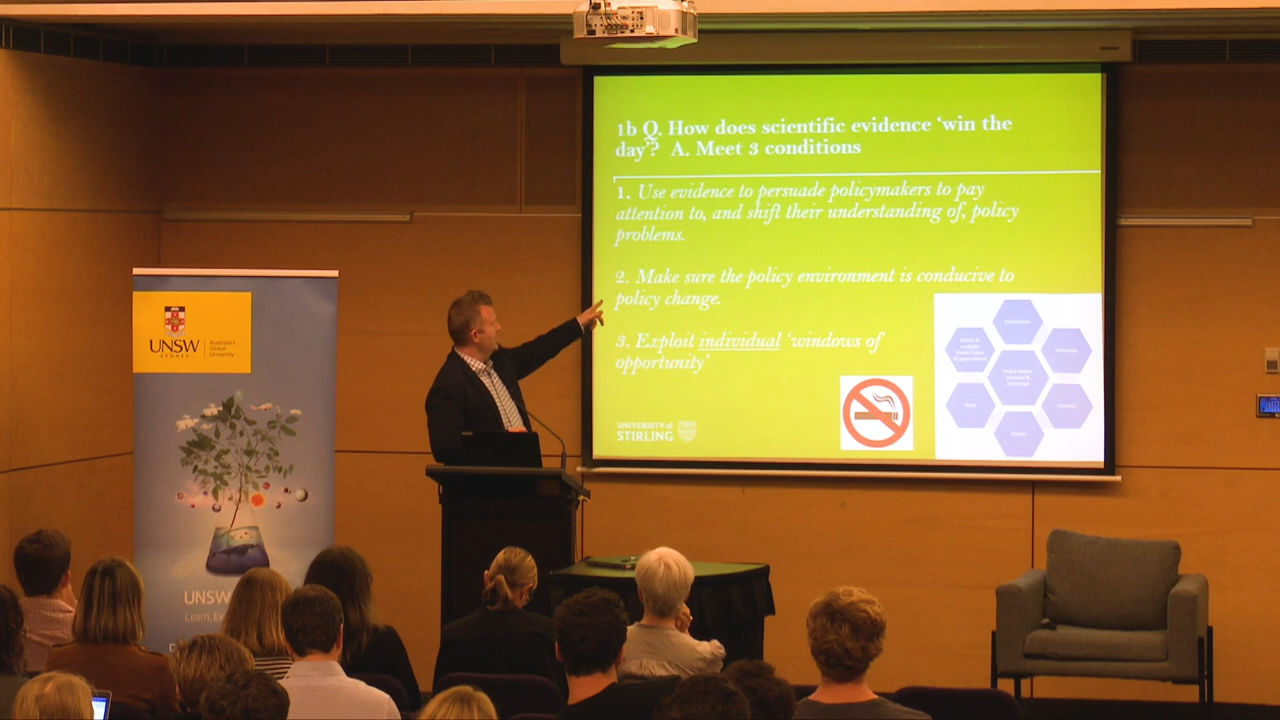 1b Q. How does scientific evidence ‘win the
day’? A. Meet 3 conditions
1. Use evidence to persuade policymakers to pay
attention to, and shift their understanding of, policy
problems.
2. Make sure the policy environment is conducive to
policy change.
3. Exploit individual ‘windows of
opportunity’
UNIVERSITY of
STIRLING
UNSW
SYDNEY
Australia's
Global
University
UNSW
Learn,